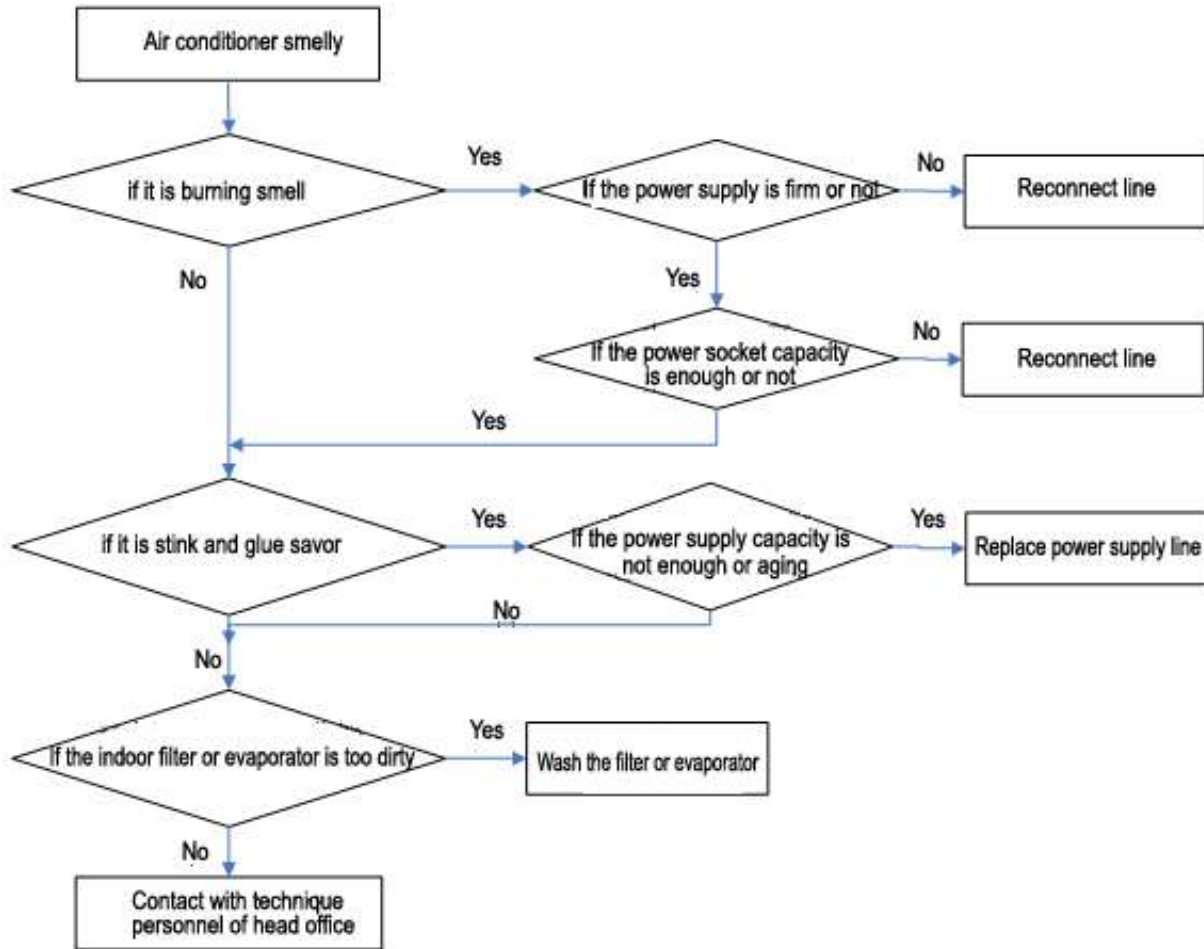 Air conditioner smelly
Yes
No
if it is burning smell
If the power supply is firm or not
Reconnect line
No
Yes
If the power socket capacity
is enough or not
No
Reconnect line
Yes
if it is stink and glue savor
Yes
If the power supply capacity is
not enough or aging
Yes
Replace power supply line
No
No
If the indoor filter or evaporator is too dirty
Yes
Wash the filter or evaporator
No
Contact with technique
personnel of head office